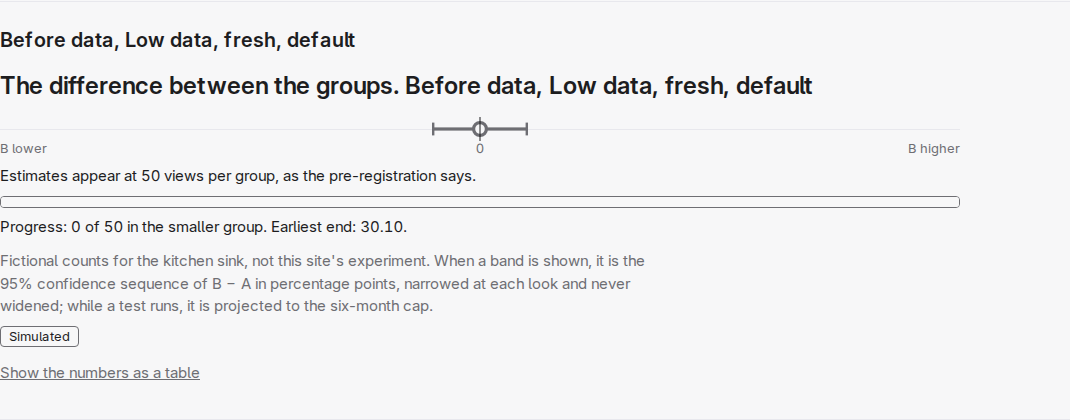 Before data, Low data, fresh, default
The difference between the groups. Before data, Low data, fresh, default
B lower
0
B higher
Estimates appear at 50 views per group, as the pre-registration says.
Progress: 0 of 50 in the smaller group. Earliest end: 30.10.
Fictional counts for the kitchen sink, not this site's experiment. When a band is shown, it is the
95% confidence sequence of B − A in percentage points, narrowed at each look and never
widened; while a test runs, it is projected to the six-month cap.
Simulated
Show the numbers as a table